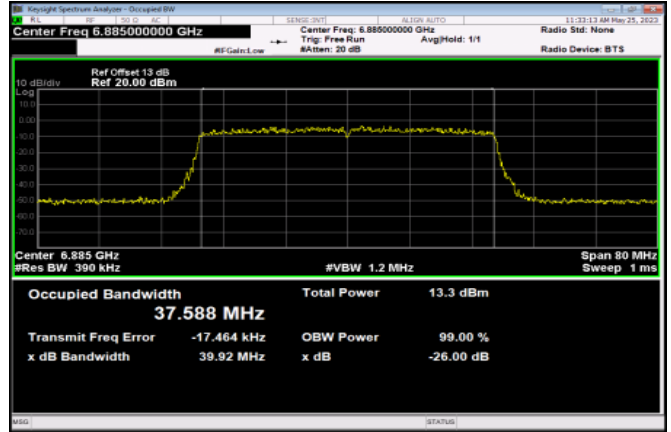 Keysight Spectrum Analyzer - Occupied BW
RL RF 50 Ω AC SENSE:INT ALIGN AUTO 11:33:13 AM May 25, 2023
Center Freq 6.885000000 GHz Center Freq: 6.885000000 GHz Radio Std: None
Trig: Free Run Avg|Hold: 1/1
#IFGain:Low #Atten: 20 dB Radio Device: BTS
Ref Offset 13 dB
10 dB/div Ref 20.00 dBm
Log
10.0
0.00
-10.0
-20.0
-30.0
-40.0
-50.0
-60.0
-70.0
Center 6.885 GHz Span 80 MHz
#Res BW 390 kHz #VBW 1.2 MHz Sweep 1 ms
Occupied Bandwidth Total Power 13.3 dBm
37.588 MHz
Transmit Freq Error -17.464 kHz OBW Power 99.00 %
x dB Bandwidth 39.92 MHz x dB -26.00 dB
MSG STATUS